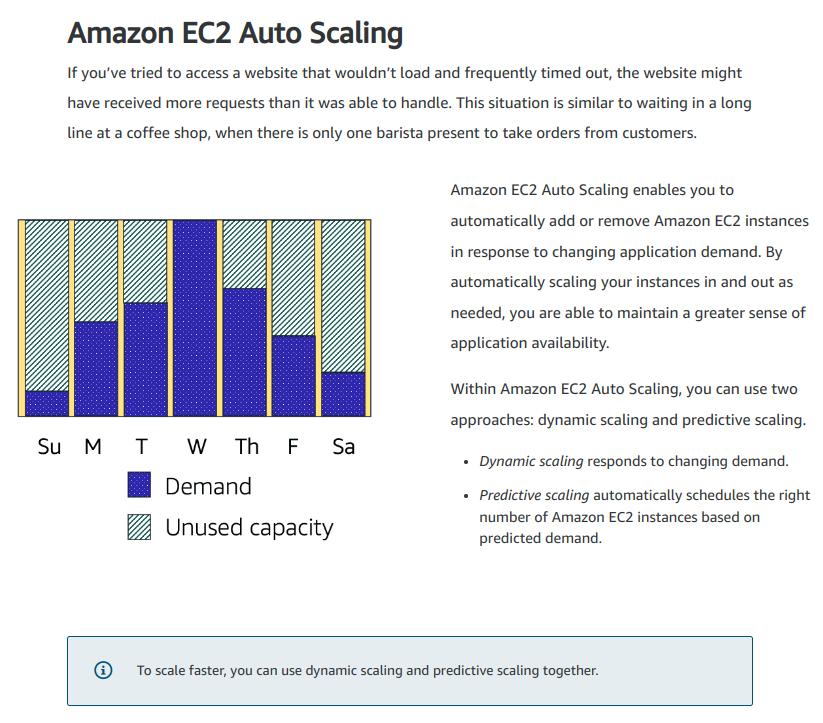 Amazon EC2 Auto Scaling
If you’ve tried to access a website that wouldn’t load and frequently timed out, the website might
have received more requests than it was able to handle. This situation is similar to waiting in a long
line at a coffee shop, when there is only one barista present to take orders from customers.
Su M T W Th F Sa
Demand
Unused capacity
Amazon EC2 Auto Scaling enables you to
automatically add or remove Amazon EC2 instances
in response to changing application demand. By
automatically scaling your instances in and out as
needed, you are able to maintain a greater sense of
application availability.
Within Amazon EC2 Auto Scaling, you can use two
approaches: dynamic scaling and predictive scaling.
• Dynamic scaling responds to changing demand.
• Predictive scaling automatically schedules the right
number of Amazon EC2 instances based on
predicted demand.
To scale faster, you can use dynamic scaling and predictive scaling together.